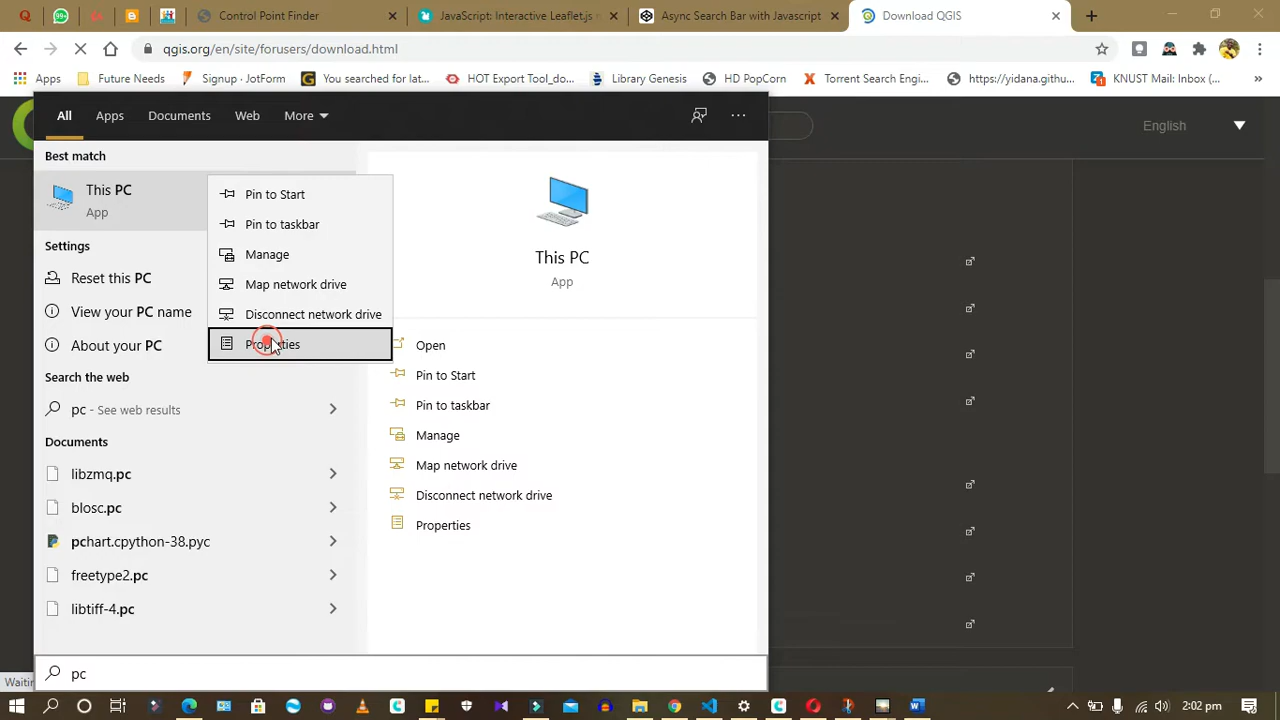 99+
Control Point Finder
JavaScript: Interactive Leaflet.js
Async Search Bar with Javascript
Download QGIS
qgis.org/en/site/forusers/download.html
Apps
Future Needs
Signup - JotForm
You searched for lat...
HOT Export Tool_do...
Library Genesis
HD PopCorn
Torrent Search Engi...
https://yidana.githu...
KNUST Mail: Inbox (...
»
All
Apps
Documents
Web
More
English
Best match
This PC
App
Settings
Reset this PC
View your PC name
About your PC
Search the web
pc - See web results
Documents
libzmq.pc
blosc.pc
pchart.cpython-38.pyc
freetype2.pc
libtiff-4.pc
Pin to Start
Pin to taskbar
Manage
Map network drive
Disconnect network drive
Properties
This PC
App
Open
Pin to Start
Pin to taskbar
Manage
Map network drive
Disconnect network drive
Properties
pc
Waitin
2:02 pm